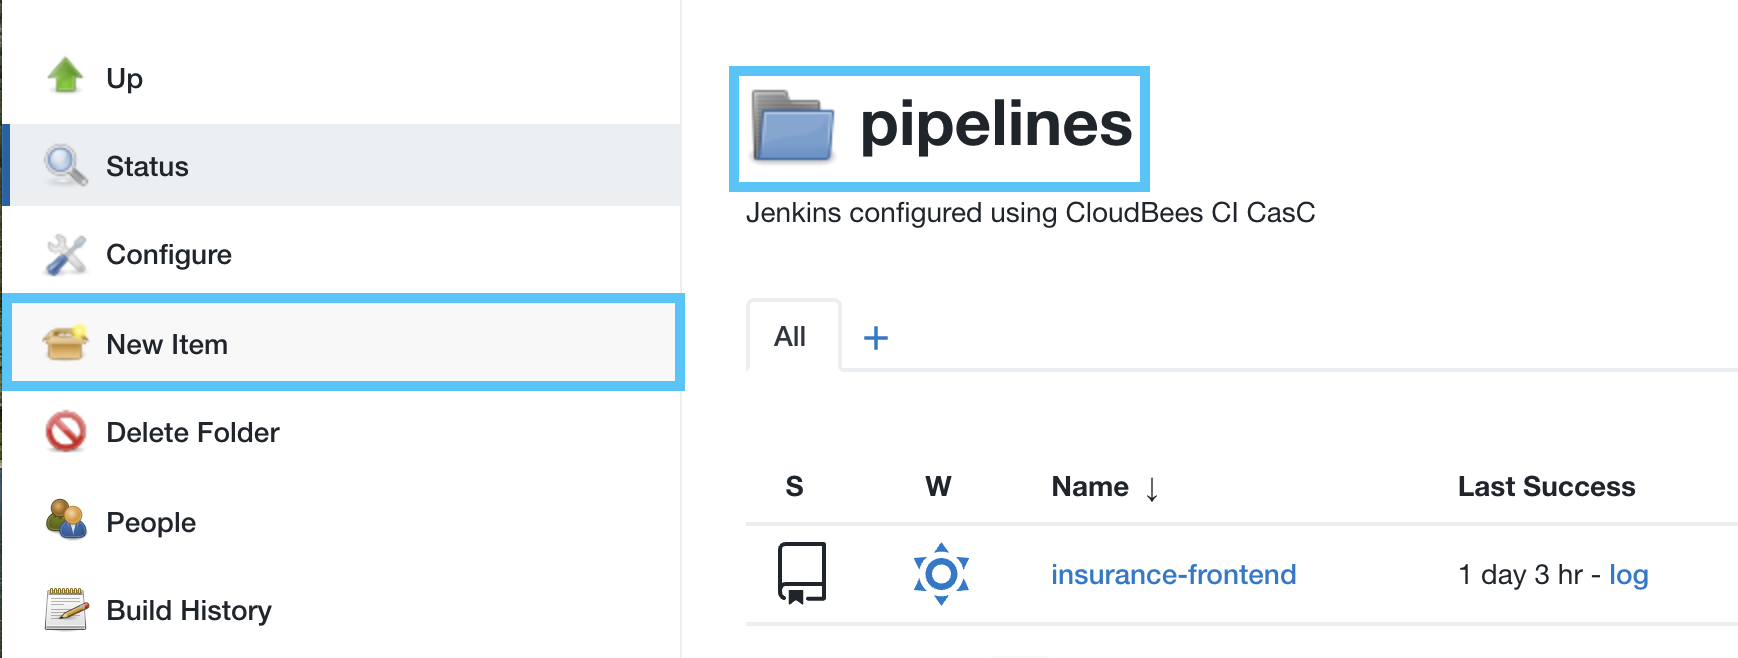 Up
Status
Configure
New Item
Delete Folder
People
Build History
pipelines
Jenkins configured using CloudBees CI CasC
All +
S W Name ↓ Last Success
insurance-frontend 1 day 3 hr - log